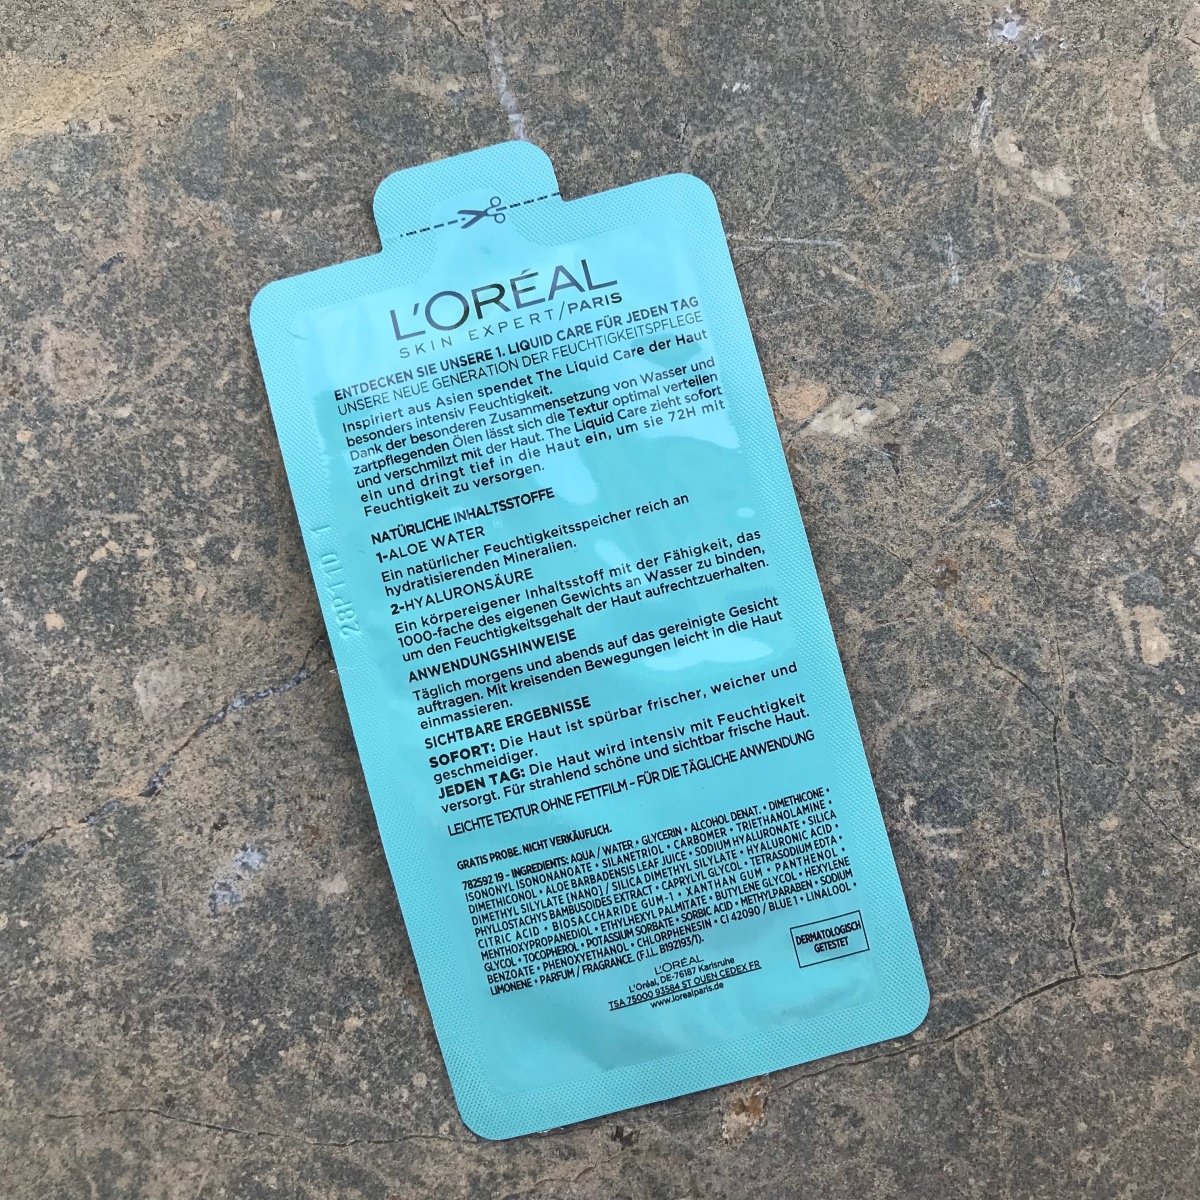 L'ORÉAL
SKIN EXPERT/PARIS
ENTDECKEN SIE UNSERE 1. LIQUID CARE FÜR JEDEN TAG
UNSERE NEUE GENERATION DER FEUCHTIGKEITSPFLEGE
Inspiriert aus Asien spendet The Liquid Care der Haut
besonders intensiv Feuchtigkeit.
Dank der besonderen Zusammensetzung von Wasser und
zartpflegenden Ölen lässt sich die Textur optimal verteilen
und verschmilzt mit der Haut. The Liquid Care zieht sofort
ein und dringt tief in die Haut ein, um sie 72H mit
Feuchtigkeit zu versorgen.
NATÜRLICHE INHALTSSTOFFE
1-ALOE WATER
Ein natürlicher Feuchtigkeitsspeicher reich an
hydratisierenden Mineralien.
2-HYALURONSÄURE
Ein körpereigener Inhaltsstoff mit der Fähigkeit, das
1000-fache des eigenen Gewichts an Wasser zu binden,
um den Feuchtigkeitsgehalt der Haut aufrechtzuerhalten.
ANWENDUNGSHINWEISE
Täglich morgens und abends auf das gereinigte Gesicht
auftragen. Mit kreisenden Bewegungen leicht in die Haut
einmassieren.
SICHTBARE ERGEBNISSE
SOFORT: Die Haut ist spürbar frischer, weicher und
geschmeidiger.
JEDEN TAG: Die Haut wird intensiv mit Feuchtigkeit
versorgt. Für strahlend schöne und sichtbar frische Haut.
LEICHTE TEXTUR OHNE FETTFILM – FÜR DIE TÄGLICHE ANWENDUNG
GRATIS PROBE. NICHT VERKÄUFLICH.
782592 19 - INGREDIENTS: AQUA / WATER • GLYCERIN • ALCOHOL DENAT. • DIMETHICONE •
ISONONYL ISONONANOATE • SILANETRIOL • CARBOMER • TRIETHANOLAMINE •
DIMETHICONOL • ALOE BARBADENSIS LEAF JUICE • SODIUM HYALURONATE • SILICA
DIMETHYL SILYLATE [NANO] / SILICA DIMETHYL SILYLATE • HYALURONIC ACID •
PHYLLOSTACHYS BAMBUSOIDES EXTRACT • CAPRYLYL GLYCOL • TETRASODIUM EDTA •
CITRIC ACID • BIOSACCHARIDE GUM-1 • XANTHAN GUM • PANTHENOL •
MENTHOXYPROPANEDIOL • ETHYLHEXYL PALMITATE • BUTYLENE GLYCOL • HEXYLENE
GLYCOL • TOCOPHEROL • POTASSIUM SORBATE • SORBIC ACID • METHYLPARABEN • SODIUM
BENZOATE • PHENOXYETHANOL • CHLORPHENESIN • CI 42090 / BLUE 1 • LINALOOL •
LIMONENE • PARFUM / FRAGRANCE. (F.I.L. B192193/1).
DERMATOLOGISCH
GETESTET
L'ORÉAL
L'Oréal, DE-76187 Karlsruhe
TSA 75000 93584 ST OUEN CEDEX FR
www.lorealparis.de